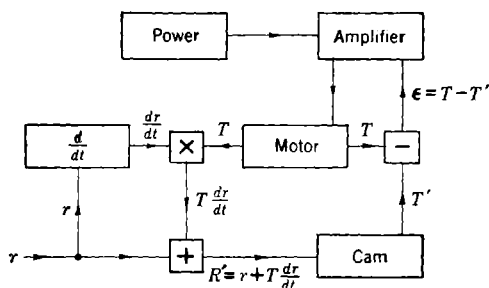 Power
Amplifier
ϵ = T − T′
dr/dt
T
T
d/dt
×
Motor
−
T dr/dt
T′
r
r
+
R′ = r + T dr/dt
Cam